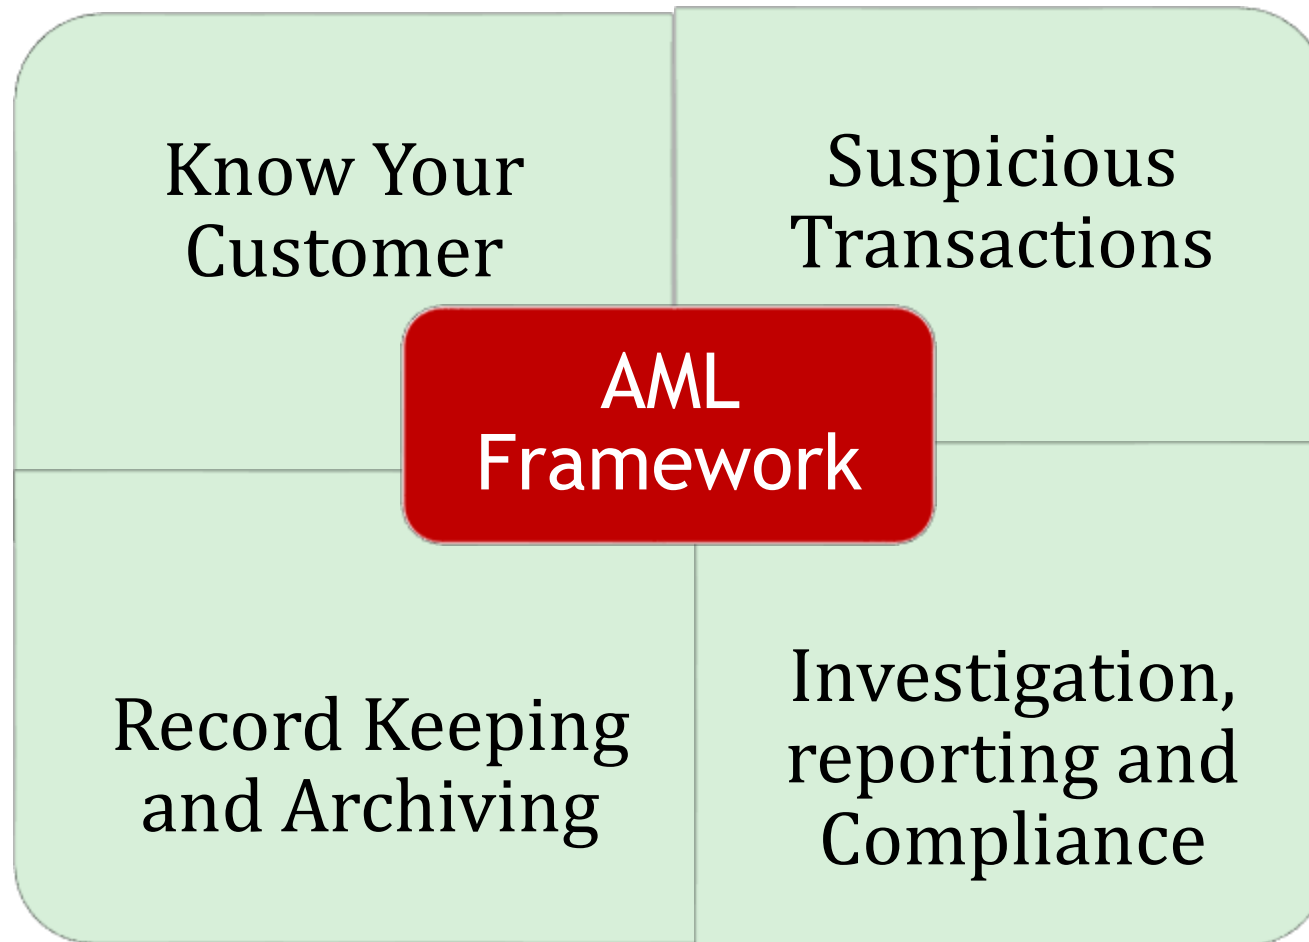 Know Your
Customer
Suspicious
Transactions
AML
Framework
Record Keeping
and Archiving
Investigation,
reporting and
Compliance